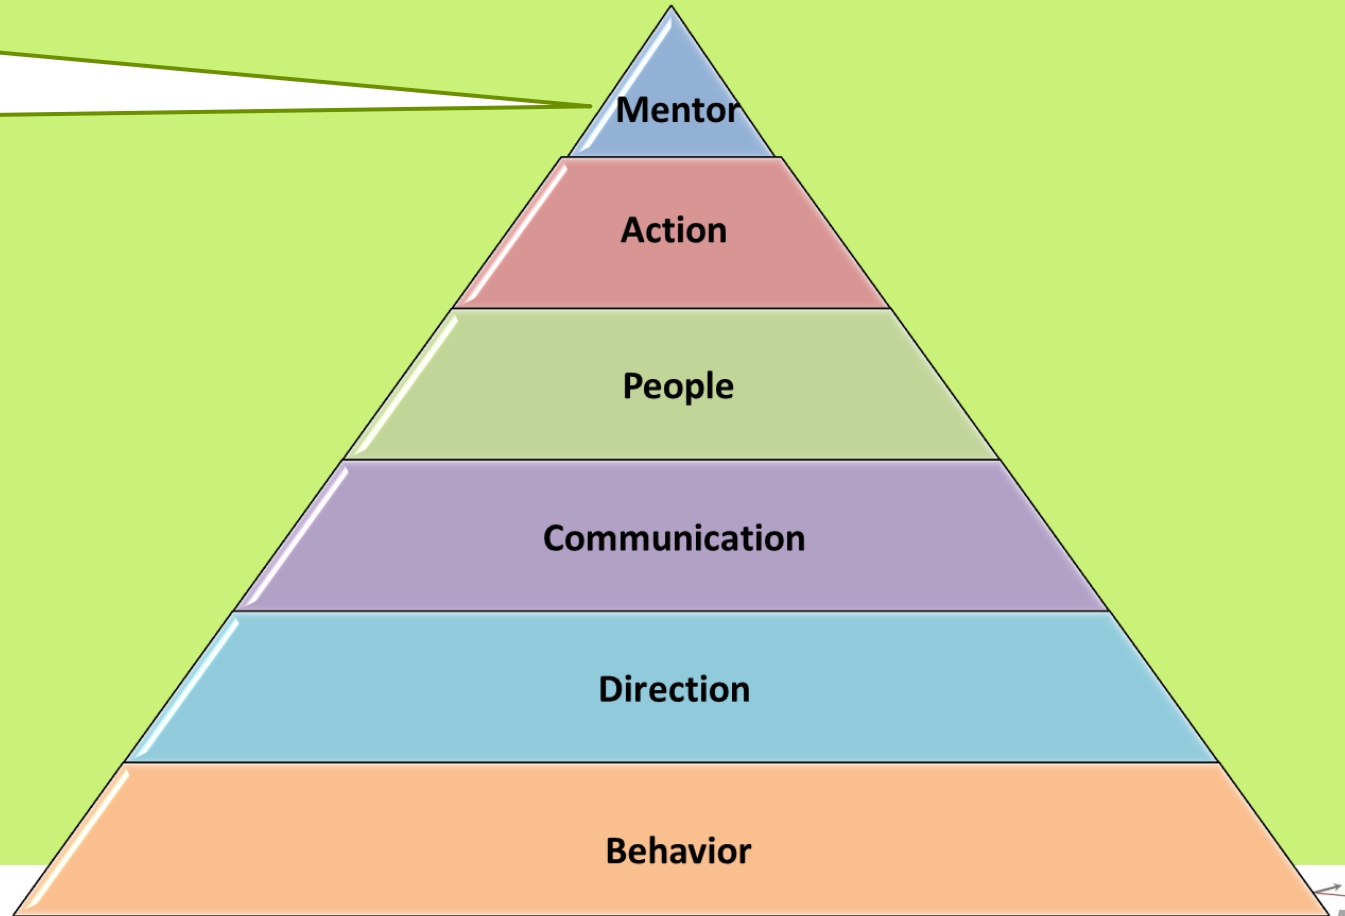 Mentor
Action
People
Communication
Direction
Behavior